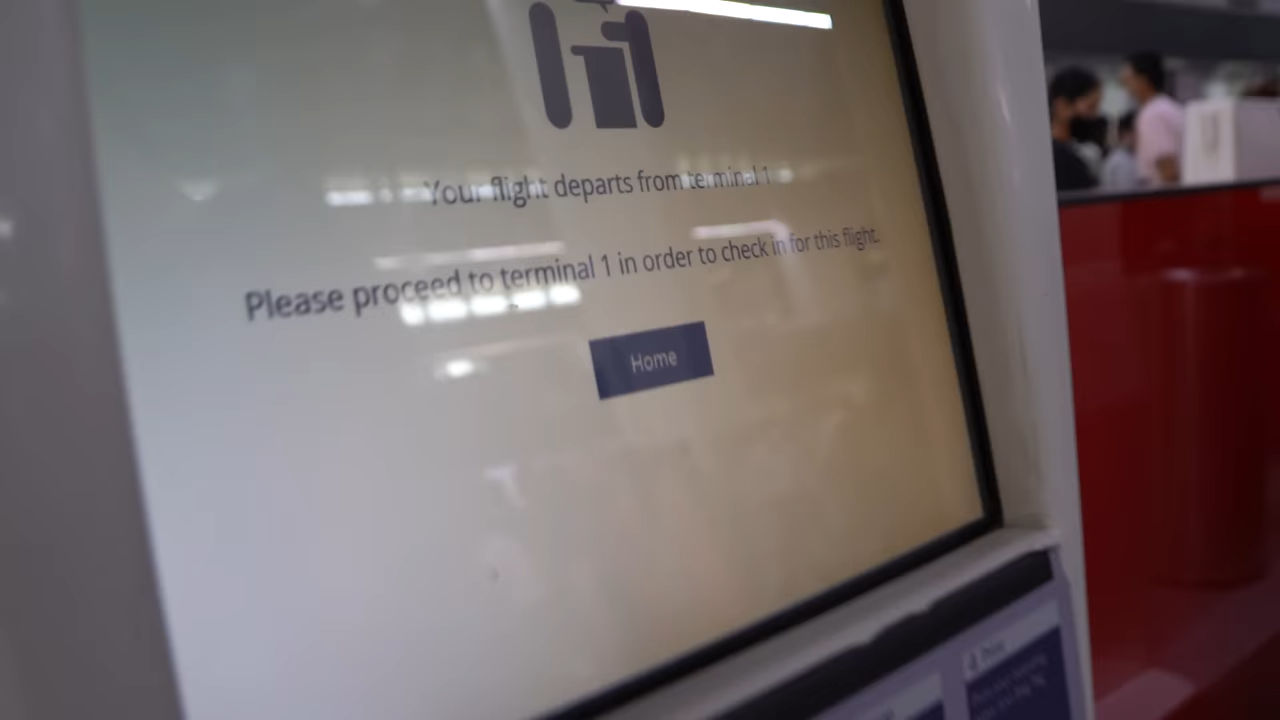 Your flight departs from terminal 1
Please proceed to terminal 1 in order to check in for this flight.
Home